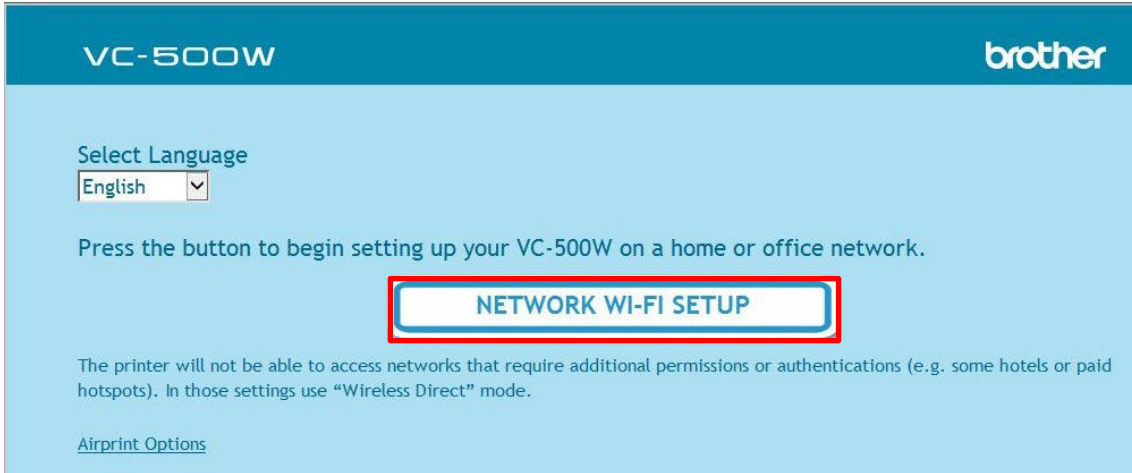 VC-500W
brother
Select Language
English
Press the button to begin setting up your VC-500W on a home or office network.
NETWORK WI-FI SETUP
The printer will not be able to access networks that require additional permissions or authentications (e.g. some hotels or paid
hotspots). In those settings use “Wireless Direct” mode.
Airprint Options